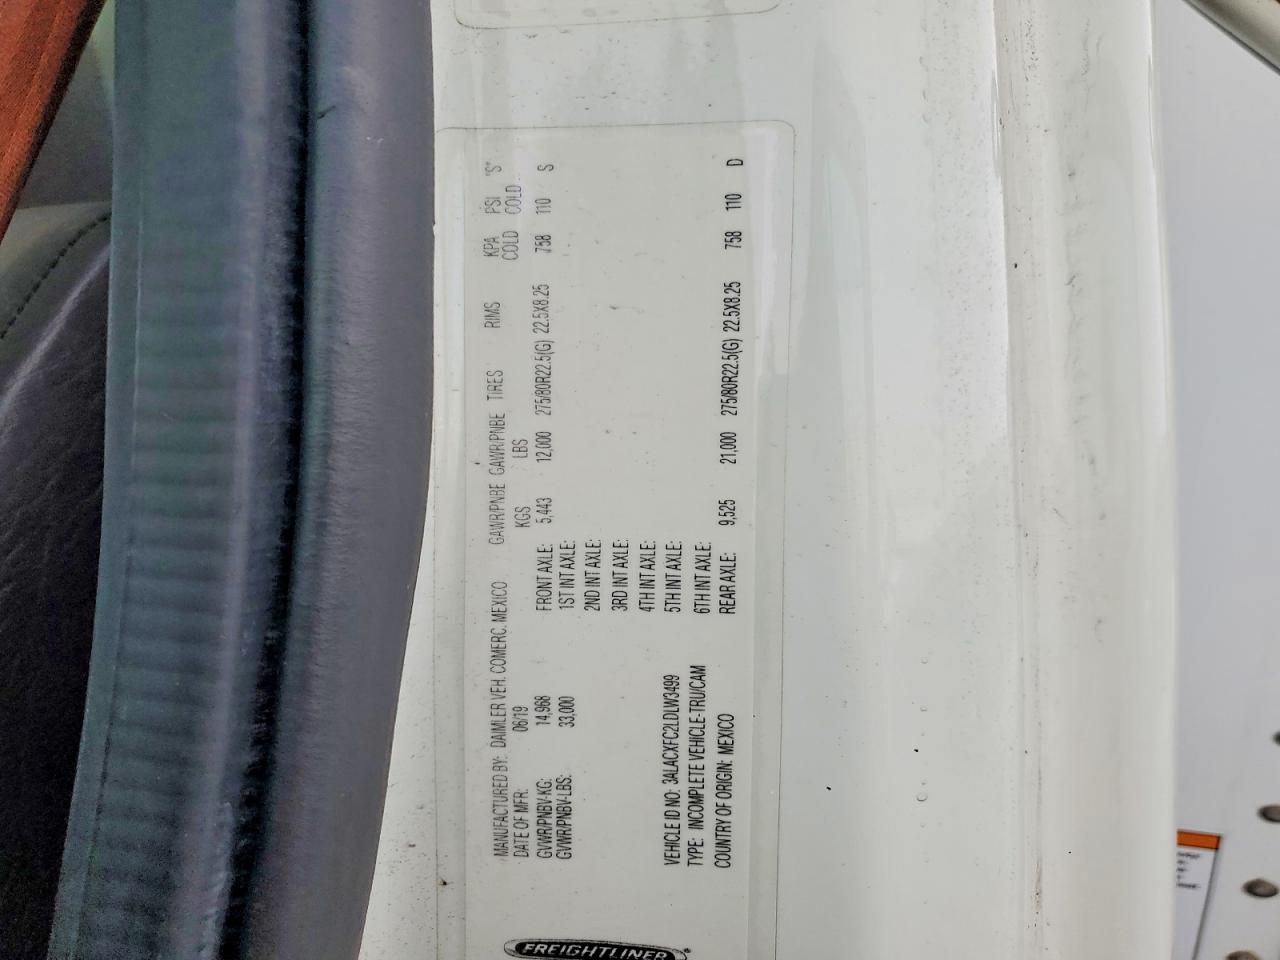 FREIGHTLINER
MANUFACTURED BY: DAIMLER VEH. COMERC. MEXICO
DATE OF MFR: 06/19
GVWR/PNBV-KG: 14,968
GVWR/PNBV-LBS: 33,000
VEHICLE ID NO: 3ALACXFC2LDLW3499
TYPE: INCOMPLETE VEHICLE-TRU/CAM
COUNTRY OF ORIGIN: MEXICO
GAWR/PNBE GAWR/PNBE TIRES RIMS KPA PSI "S"
KGS LBS COLD COLD
FRONT AXLE: 5,443 12,000 275/80R22.5(G) 22.5X8.25 758 110 S
1ST INT AXLE:
2ND INT AXLE:
3RD INT AXLE:
4TH INT AXLE:
5TH INT AXLE:
6TH INT AXLE:
REAR AXLE: 9,525 21,000 275/80R22.5(G) 22.5X8.25 758 110 D